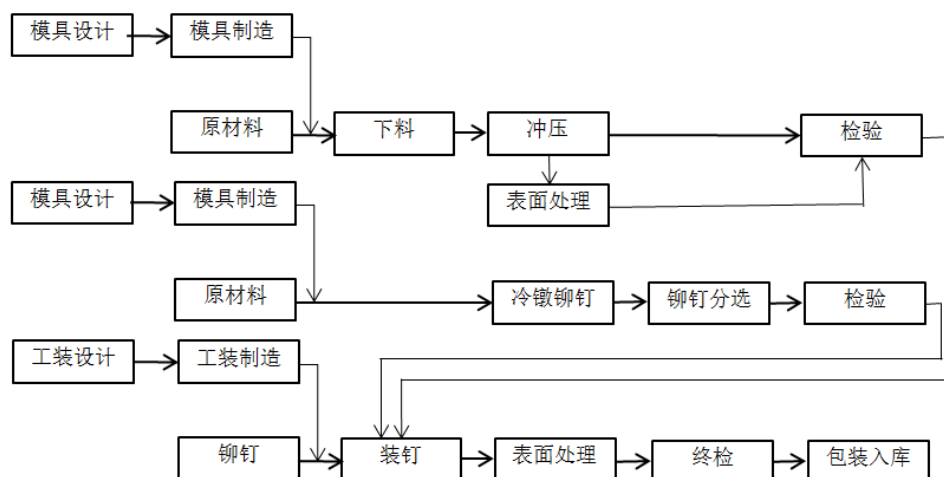 模具设计
模具制造
原材料
下料
冲压
检验
表面处理
模具设计
模具制造
原材料
冷镦铆钉
铆钉分选
检验
工装设计
工装制造
铆钉
装钉
表面处理
终检
包装入库